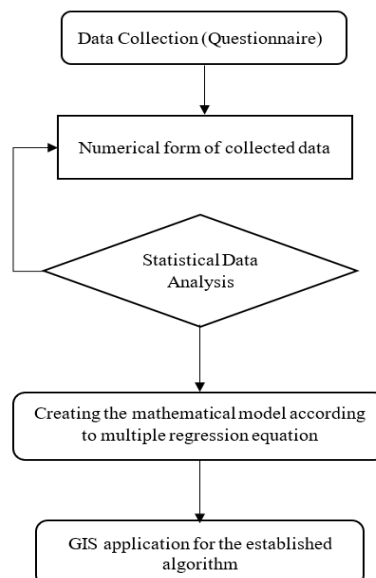 Data Collection (Questionnaire)
Numerical form of collected data
Statistical Data
Analysis
Creating the mathematical model according
to multiple regression equation
GIS application for the established
algorithm